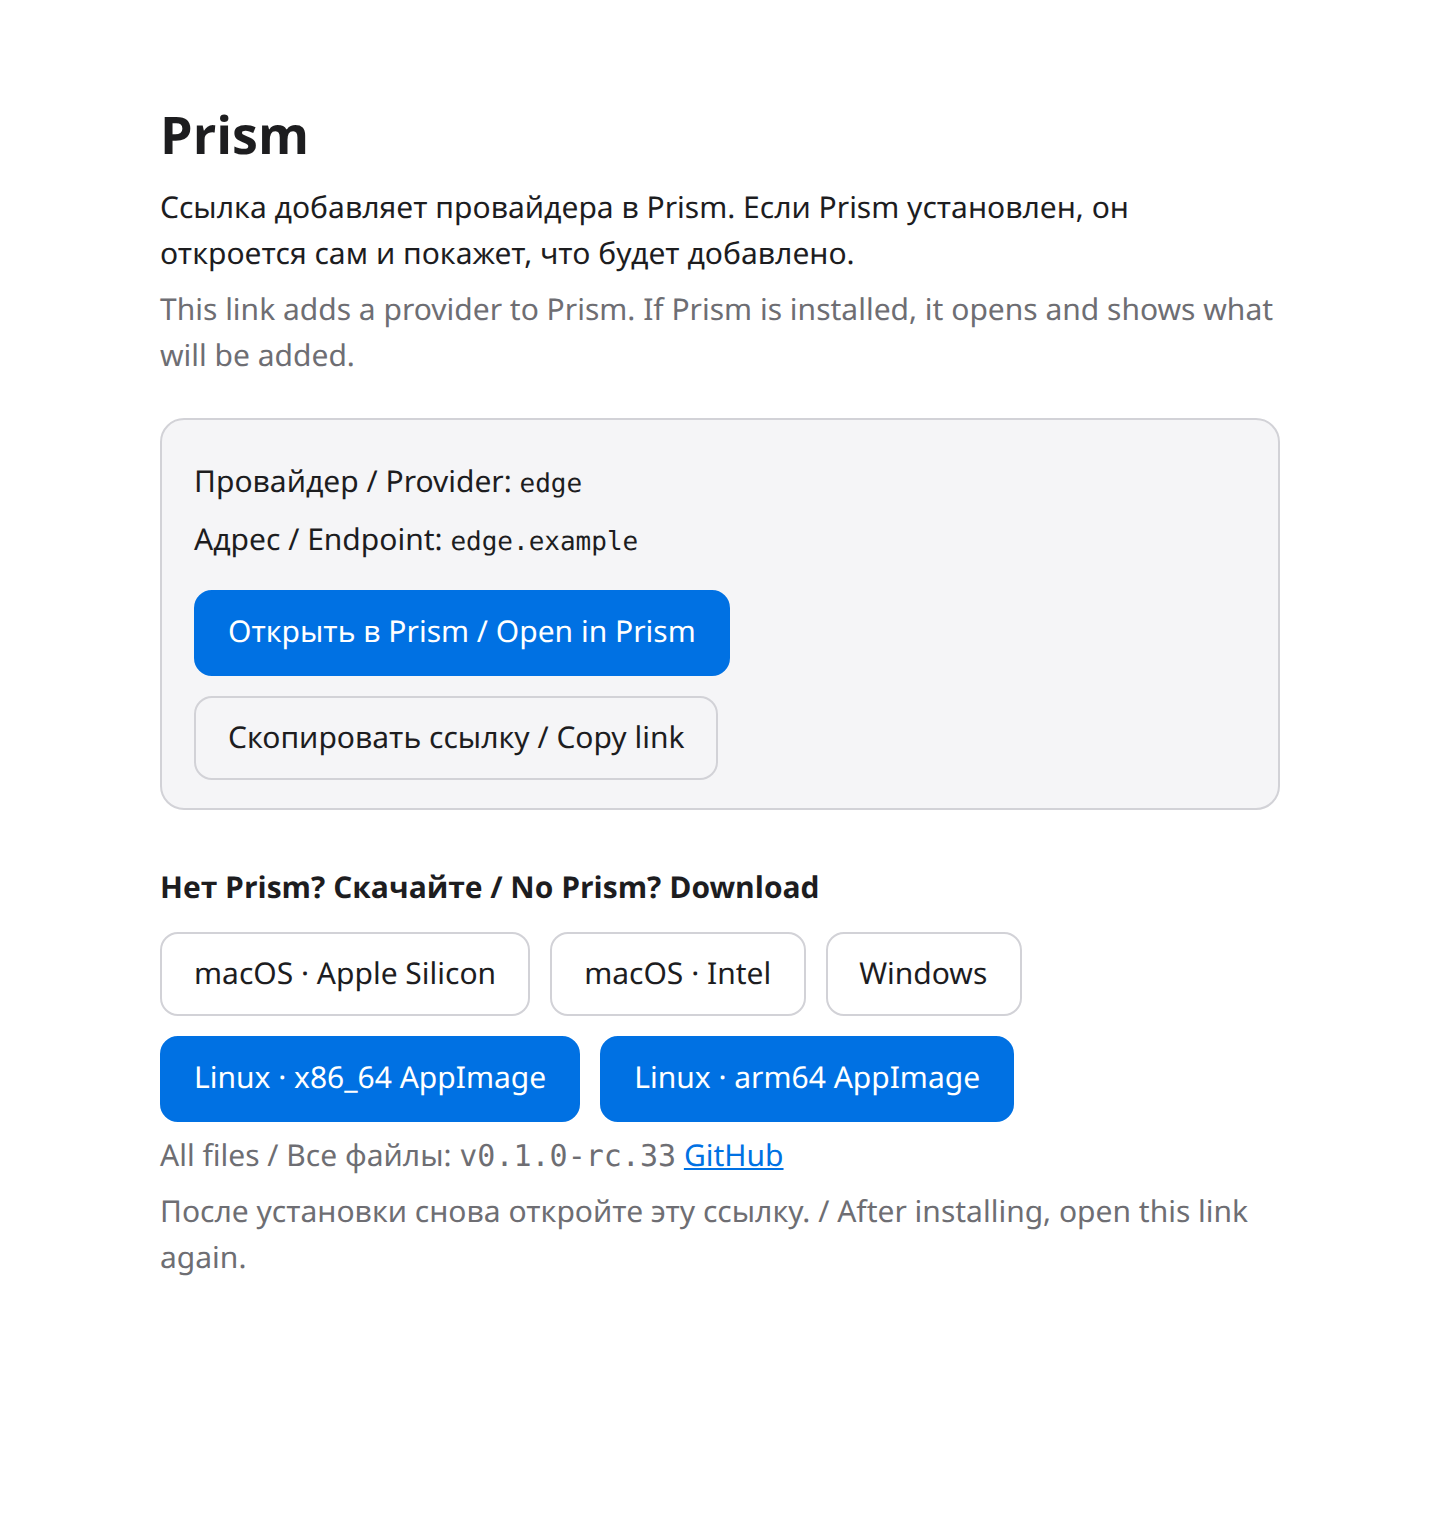 Prism
Ссылка добавляет провайдера в Prism. Если Prism установлен, он
откроется сам и покажет, что будет добавлено.
This link adds a provider to Prism. If Prism is installed, it opens and shows what
will be added.
Провайдер / Provider: edge
Адрес / Endpoint: edge.example
Открыть в Prism / Open in Prism
Скопировать ссылку / Copy link
Нет Prism? Скачайте / No Prism? Download
macOS · Apple Silicon
macOS · Intel
Windows
Linux · x86_64 AppImage
Linux · arm64 AppImage
All files / Все файлы: v0.1.0-rc.33 GitHub
После установки снова откройте эту ссылку. / After installing, open this link
again.